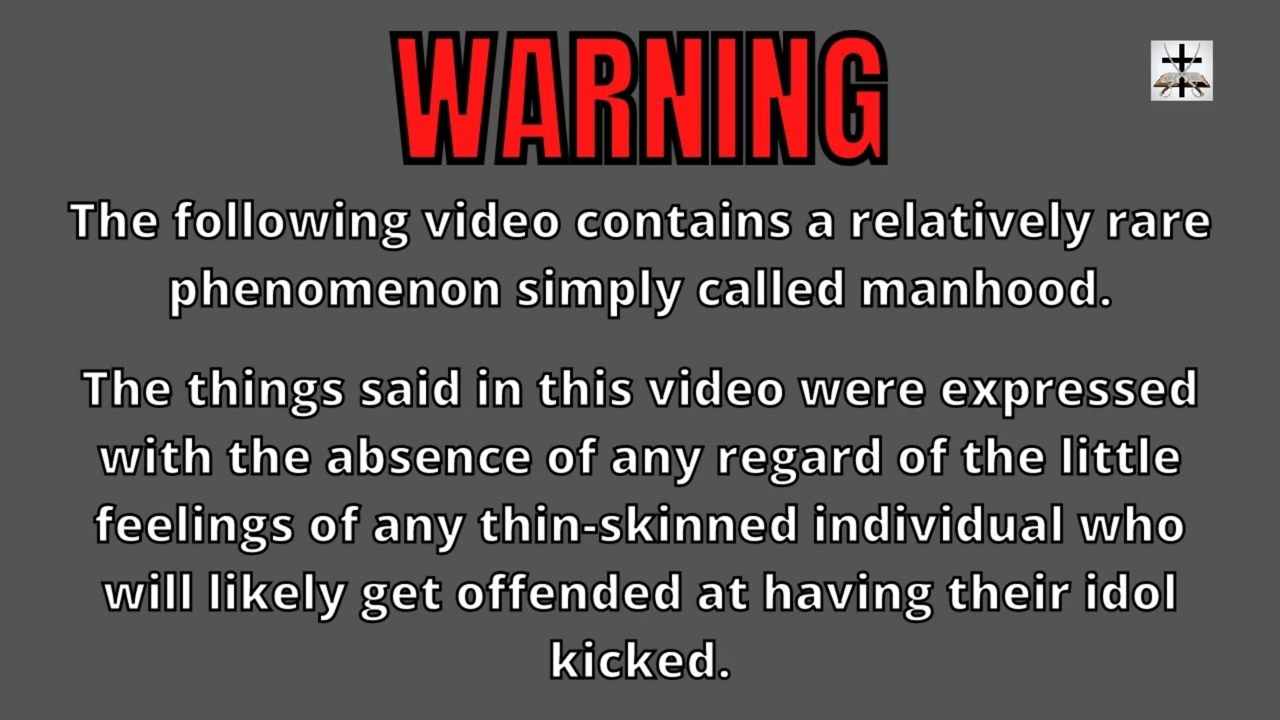 WARNING
The following video contains a relatively rare
phenomenon simply called manhood.
The things said in this video were expressed
with the absence of any regard of the little
feelings of any thin-skinned individual who
will likely get offended at having their idol
kicked.